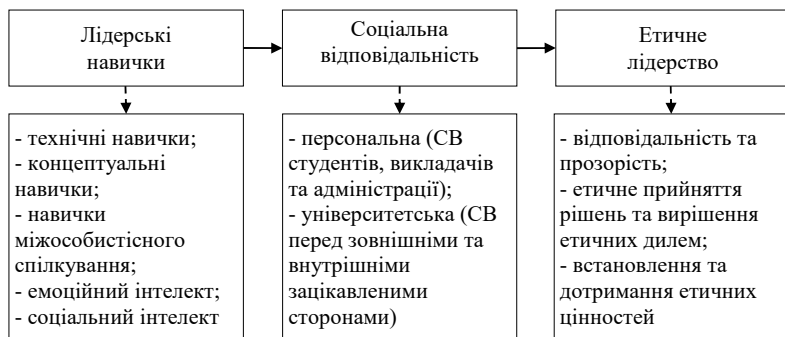 Лідерські
навички
Соціальна
відповідальність
Етичне
лідерство
- технічні навички;
- концептуальні
навички;
- навички
міжособистісного
спілкування;
- емоційний інтелект;
- соціальний інтелект
- персональна (СВ
студентів, викладачів
та адміністрації);
- університетська (СВ
перед зовнішніми та
внутрішніми
зацікавленими
сторонами)
- відповідальність та
прозорість;
- етичне прийняття
рішень та вирішення
етичних дилем;
- встановлення та
дотримання етичних
цінностей